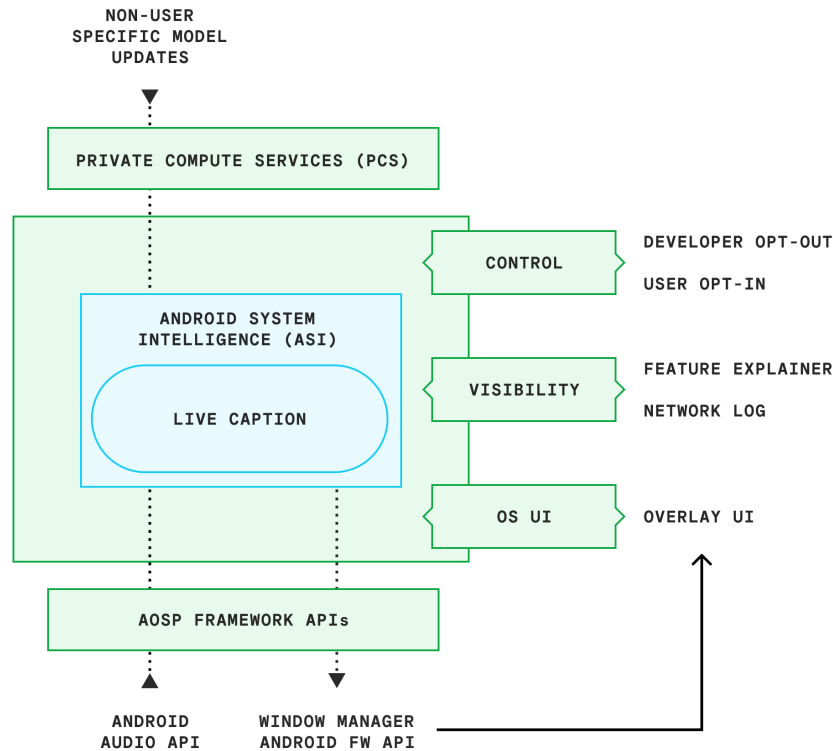 NON-USER
SPECIFIC MODEL
UPDATES
PRIVATE COMPUTE SERVICES (PCS)
CONTROL
DEVELOPER OPT-OUT
USER OPT-IN
ANDROID SYSTEM
INTELLIGENCE (ASI)
LIVE CAPTION
VISIBILITY
FEATURE EXPLAINER
NETWORK LOG
OS UI
OVERLAY UI
AOSP FRAMEWORK APIs
ANDROID
AUDIO API
WINDOW MANAGER
ANDROID FW API